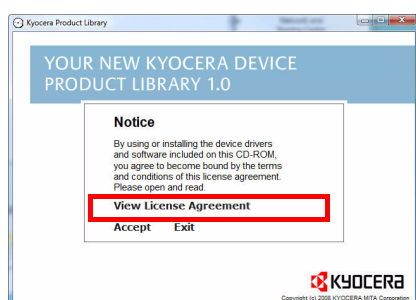 Kyocera Product Library
YOUR NEW KYOCERA DEVICE
PRODUCT LIBRARY 1.0
Notice
By using or installing the device drivers
and software included on this CD-ROM,
you agree to become bound by the terms
and conditions of this license agreement.
Please open and read.
View License Agreement
Accept Exit
KYOCERA
Copyright (c) 2008 KYOCERA MITA Corporation